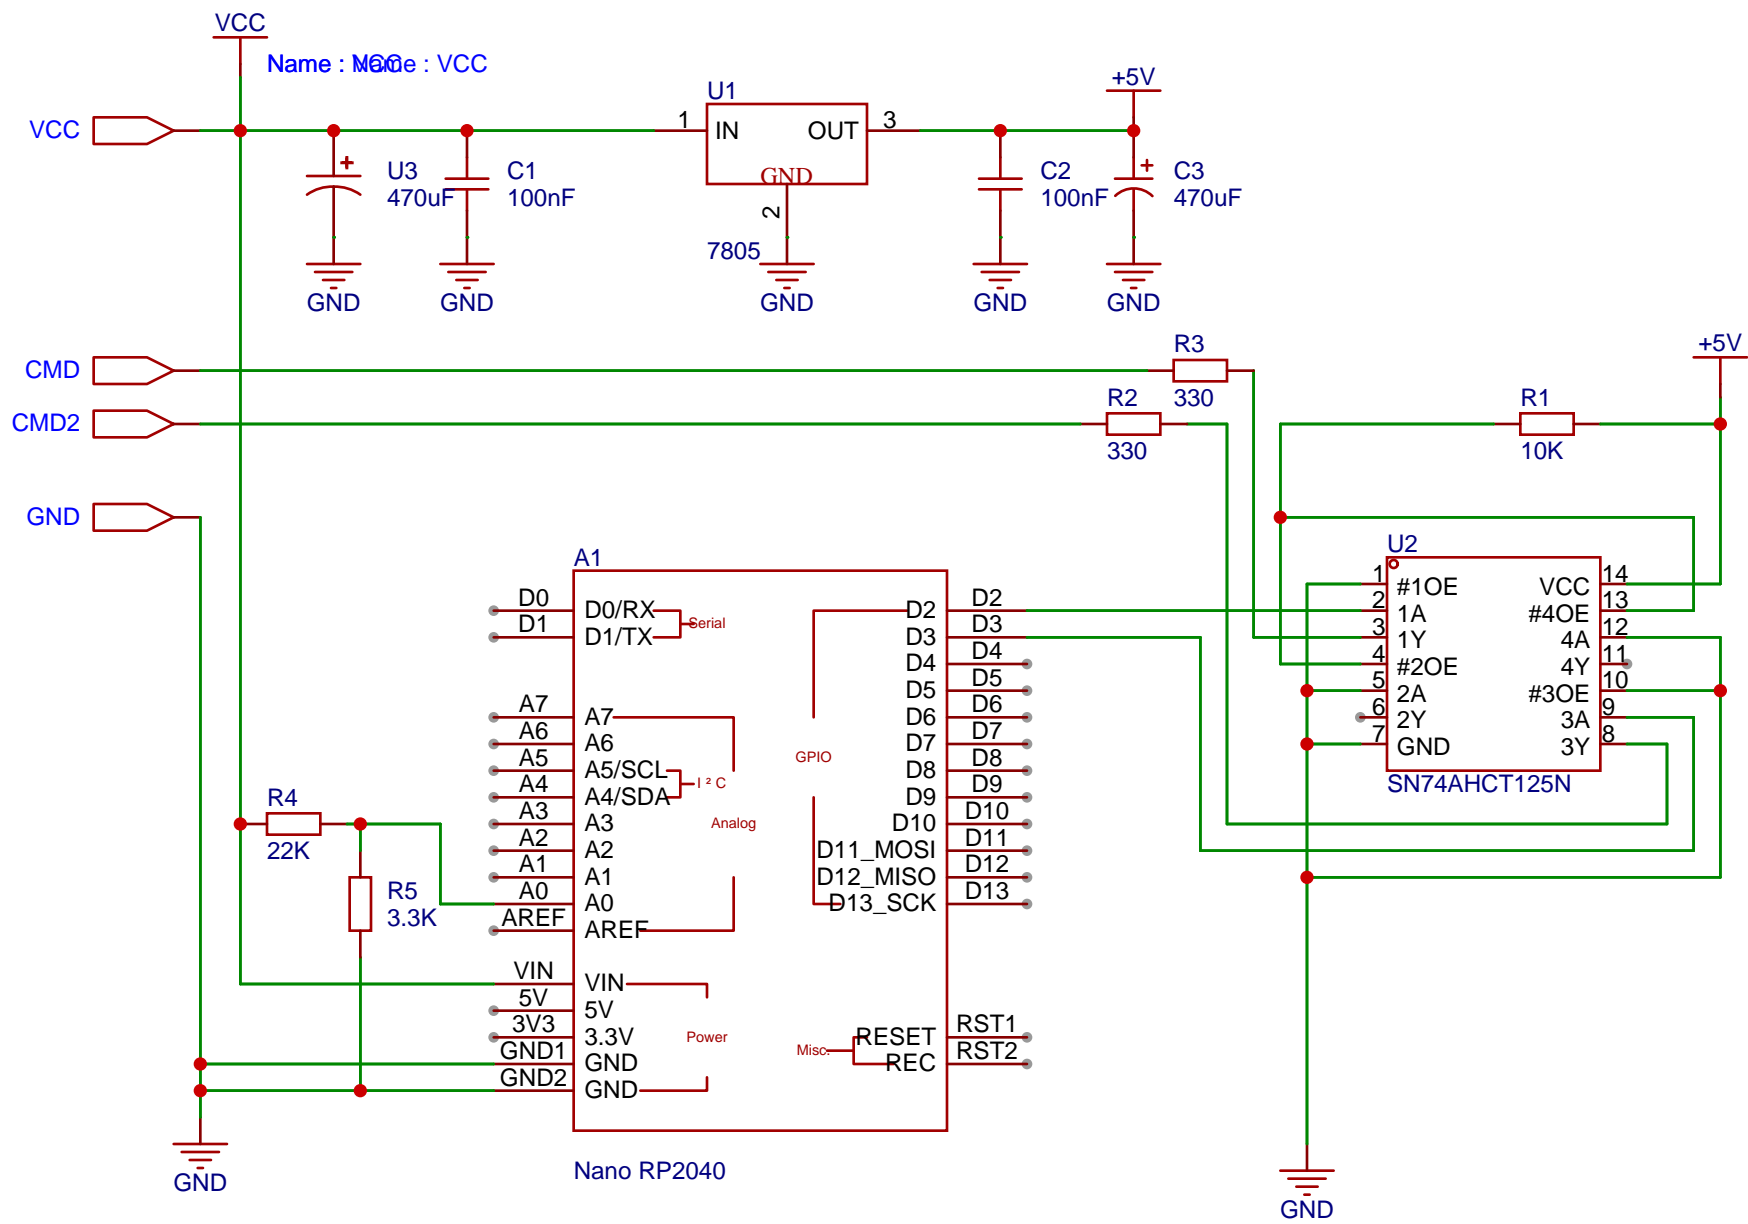 VCC
Name : VCC
Name : VCC
VCC
U3
470uF
C1
100nF
U1
1
IN
OUT
3
GND
2
7805
+5V
C2
100nF
C3
470uF
GND
GND
GND
GND
GND
CMD
R3
330
CMD2
R2
330
+5V
R1
10K
GND
A1
D0
D0/RX
D1
D1/TX
Serial
A7
A7
A6
A6
A5
A5/SCL
A4
A4/SDA
I ² C
A3
A3
A2
A2
A1
A1
A0
A0
AREF
AREF
Analog
VIN
VIN
5V
5V
3V3
3.3V
GND1
GND
GND2
GND
Power
GPIO
D2
D2
D3
D3
D4
D4
D5
D5
D6
D6
D7
D7
D8
D8
D9
D9
D10
D10
D11_MOSI
D11
D12_MISO
D12
D13_SCK
D13
Misc.
RESET
RST1
REC
RST2
Nano RP2040
R4
22K
R5
3.3K
GND
U2
1
#1OE
2
1A
3
1Y
4
#2OE
5
2A
6
2Y
7
GND
VCC
14
#4OE
13
4A
12
4Y
11
#3OE
10
3A
9
3Y
8
SN74AHCT125N
GND